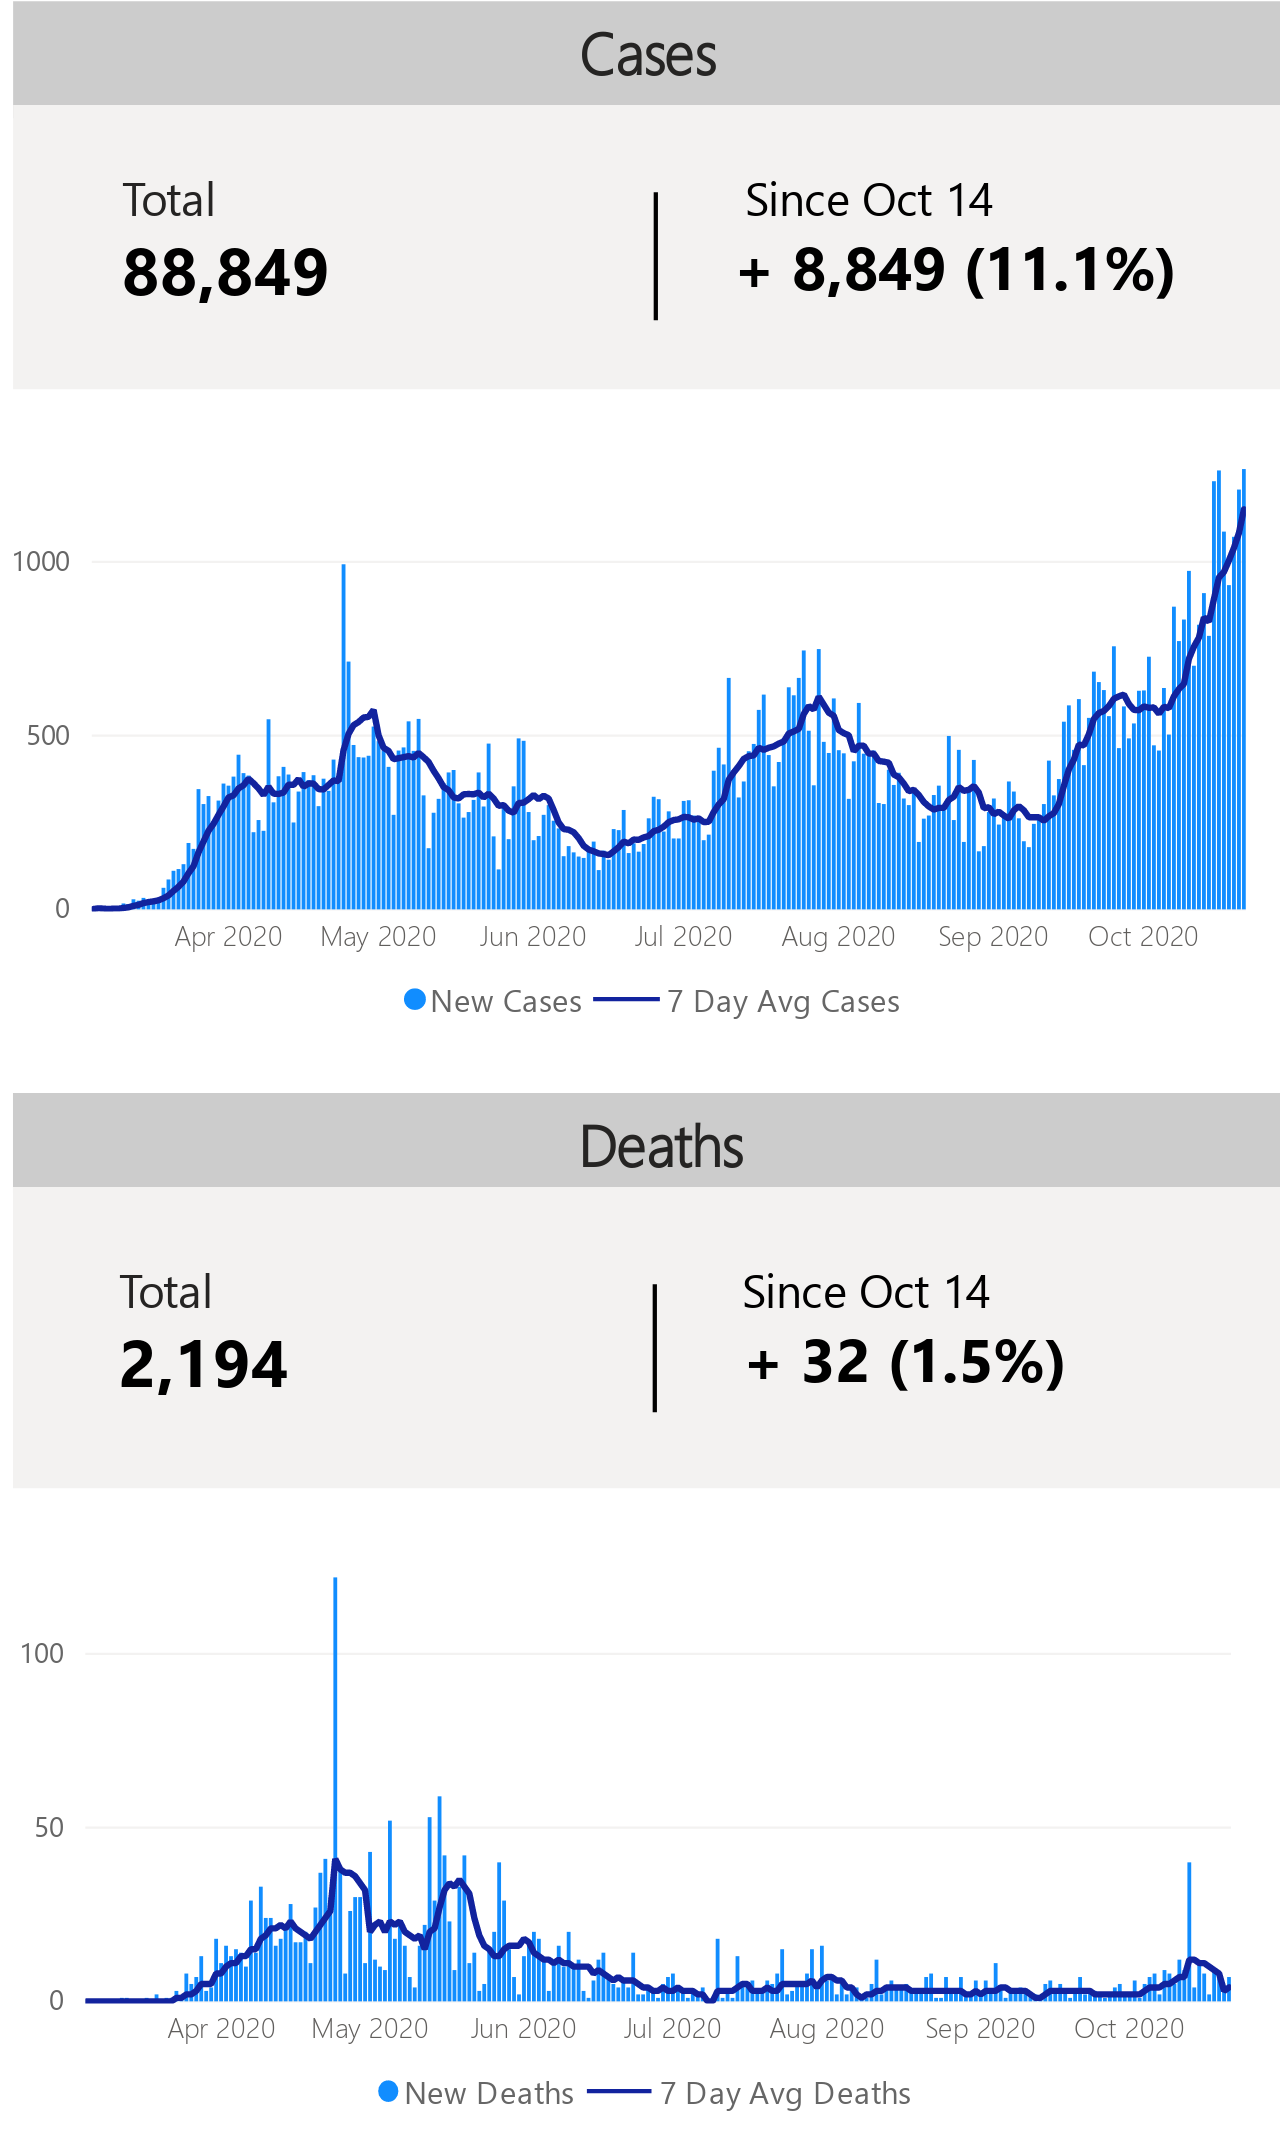 Cases
Total
Since Oct 14
88,849
+ 8,849 (11.1%)
1000
500
0
Apr 2020 May 2020 Jun 2020 Jul 2020 Aug 2020 Sep 2020 Oct 2020
New Cases 7 Day Avg Cases
Deaths
Total
Since Oct 14
2,194
+ 32 (1.5%)
100
50
0
Apr 2020 May 2020 Jun 2020 Jul 2020 Aug 2020 Sep 2020 Oct 2020
New Deaths 7 Day Avg Deaths